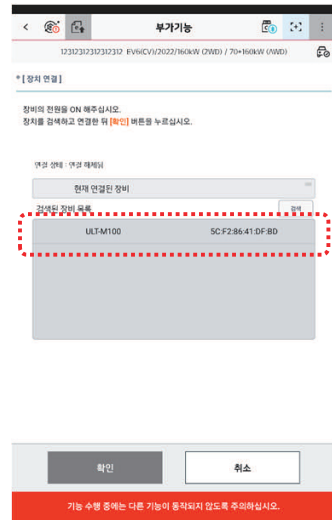 부가기능
12312312312312312 EV6(CV)/2022/160kW (2WD) / 70+160kW (AWD)
* [ 장치 연결 ]
장비의 전원을 ON 해주십시오.
장치를 검색하고 연결한 뒤 [확인] 버튼을 누르십시오.
연결 상태 : 연결 해제됨
현재 연결된 장비
검색된 장비 목록
검색
ULT-M100 5C:F2:86:41:DF:BD
확인 취소
기능 수행 중에는 다른 기능이 동작되지 않도록 주의하십시오.